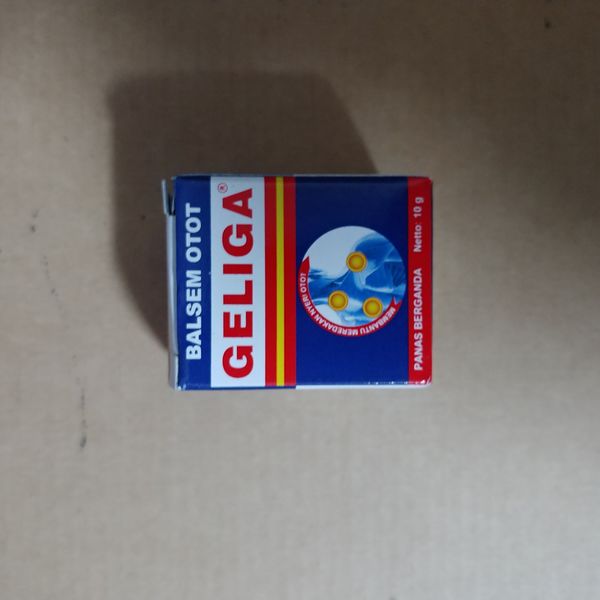 BALSEM OTOT
GELIGA®
MEMBANTU MEREDAKAN NYERI OTOT
PANAS BERGANDA Netto: 10 g